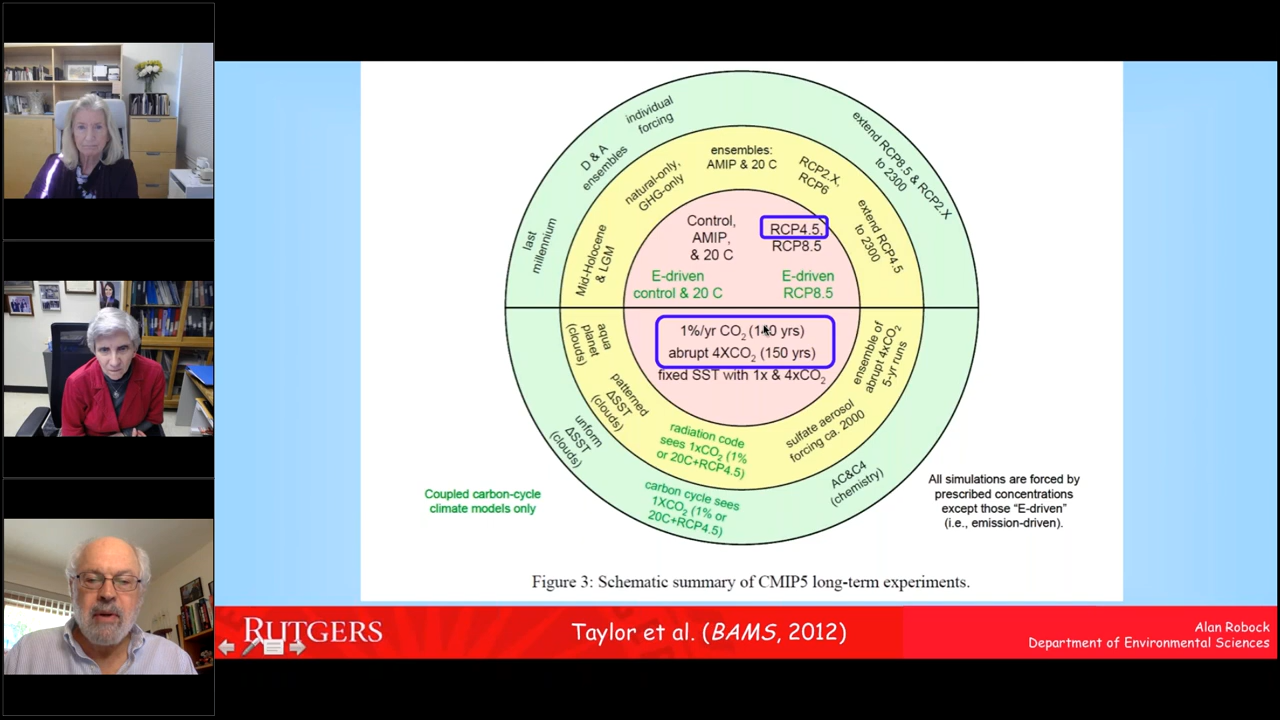 individual
forcing
D & A
ensembles
last
millennium
extend RCP8.5 & RCP2.X
to 2300
ensembles:
AMIP & 20 C
natural-only,
GHG-only
RCP2.X,
RCP6
Mid-Holocene
& LGM
extend RCP4.5
to 2300
Control,
AMIP,
& 20 C
RCP4.5,
RCP8.5
E-driven
control & 20 C
E-driven
RCP8.5
1%/yr CO2 (140 yrs)
abrupt 4XCO2 (150 yrs)
fixed SST with 1x & 4xCO2
aqua
planet
(clouds)
patterned
ΔSST
(clouds)
unform
ΔSST
(clouds)
radiation code
sees 1xCO2 (1%
or 20C+RCP4.5)
carbon cycle sees
1XCO2 (1% or
20C+RCP4.5)
ensemble of
abrupt 4xCO2
5-yr runs
sulfate aerosol
forcing ca. 2000
AC&C4
(chemistry)
Coupled carbon-cycle
climate models only
All simulations are forced by
prescribed concentrations
except those “E-driven”
(i.e., emission-driven).
Figure 3: Schematic summary of CMIP5 long-term experiments.
RUTGERS
Taylor et al. (BAMS, 2012)
Alan Robock
Department of Environmental Sciences